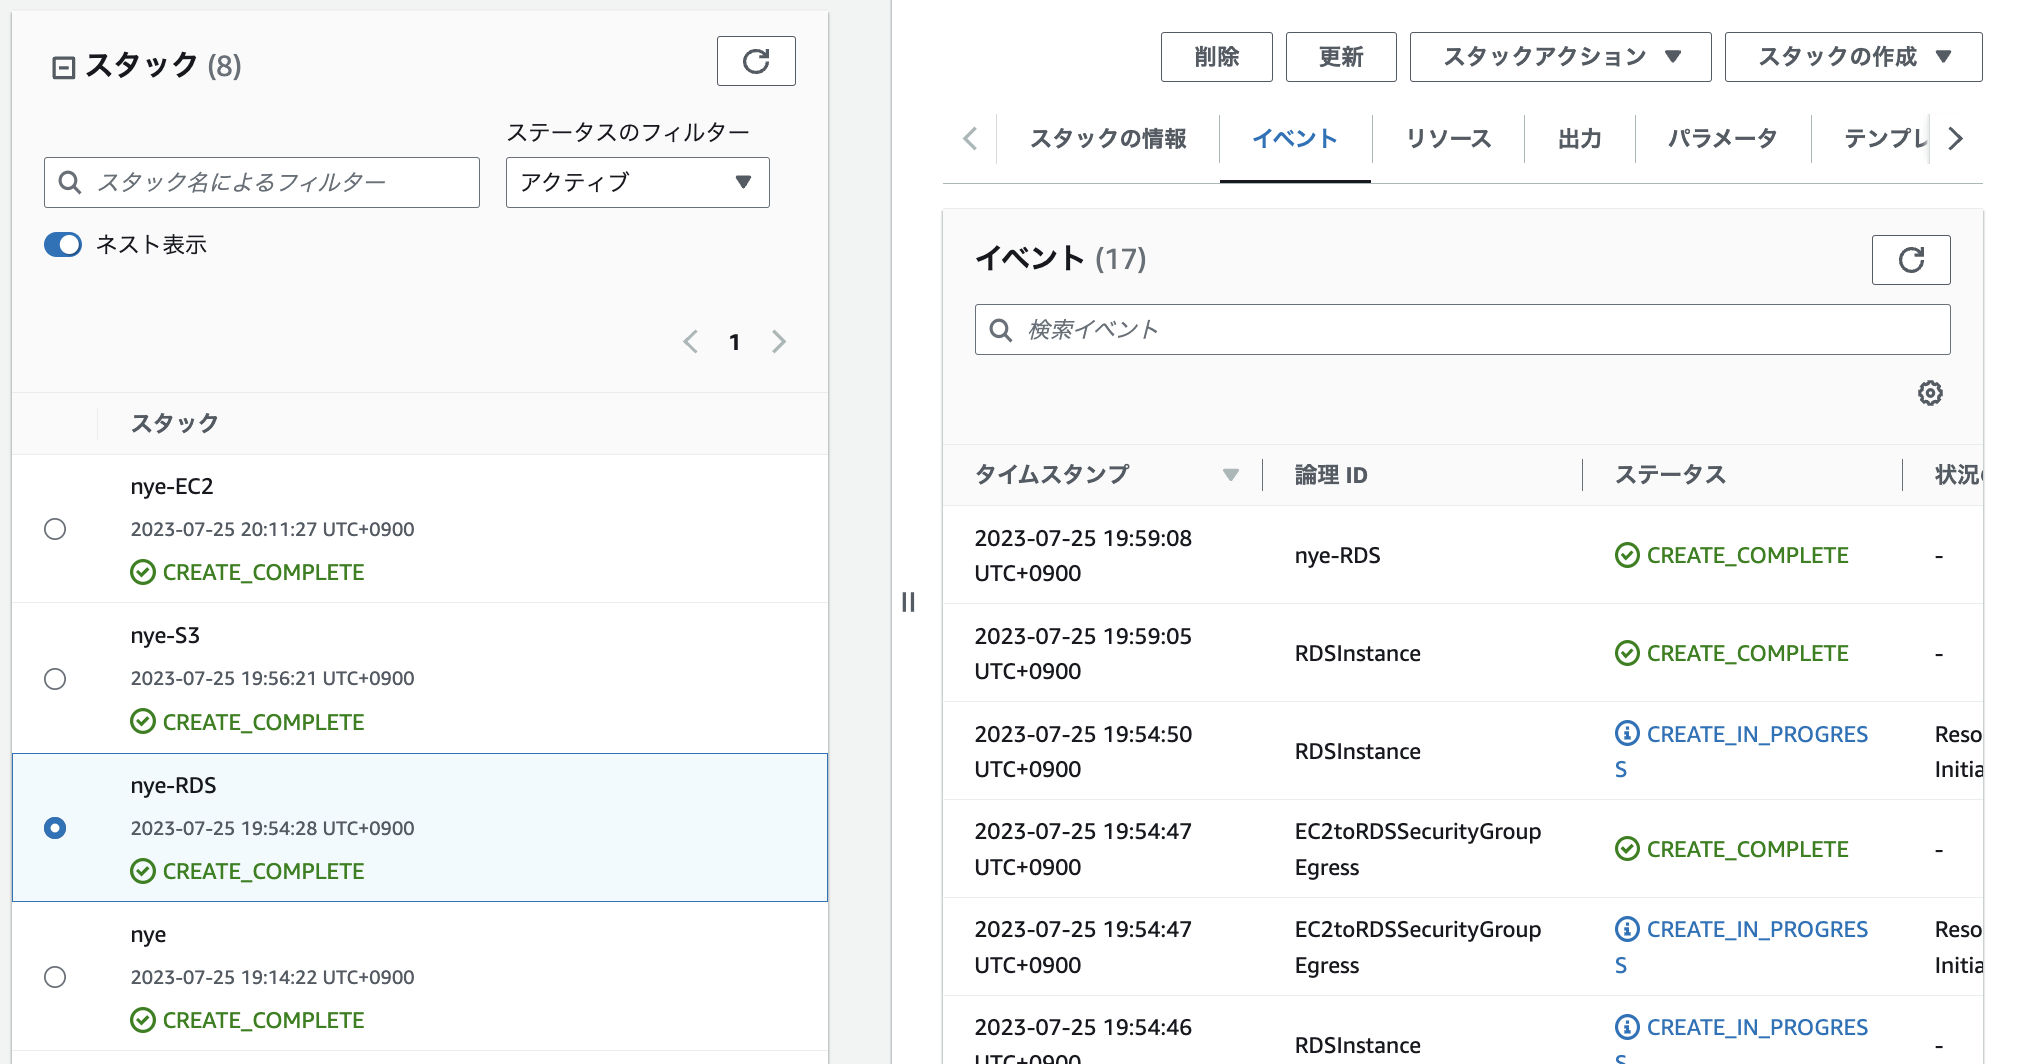 スタック (8)
ステータスのフィルター
スタック名によるフィルター
アクティブ
ネスト表示
1
スタック
nye-EC2
2023-07-25 20:11:27 UTC+0900
CREATE_COMPLETE
nye-S3
2023-07-25 19:56:21 UTC+0900
CREATE_COMPLETE
nye-RDS
2023-07-25 19:54:28 UTC+0900
CREATE_COMPLETE
nye
2023-07-25 19:14:22 UTC+0900
CREATE_COMPLETE
削除 更新 スタックアクション スタックの作成
スタックの情報 イベント リソース 出力 パラメータ テンプレ
イベント (17)
検索イベント
タイムスタンプ 論理 ID ステータス 状況
2023-07-25 19:59:08
UTC+0900
nye-RDS
CREATE_COMPLETE
-
2023-07-25 19:59:05
UTC+0900
RDSInstance
CREATE_COMPLETE
-
2023-07-25 19:54:50
UTC+0900
RDSInstance
CREATE_IN_PROGRES
S
Reso
Initia
2023-07-25 19:54:47
UTC+0900
EC2toRDSSecurityGroup
Egress
CREATE_COMPLETE
-
2023-07-25 19:54:47
UTC+0900
EC2toRDSSecurityGroup
Egress
CREATE_IN_PROGRES
S
Reso
Initia
2023-07-25 19:54:46
UTC+0900
RDSInstance
CREATE_IN_PROGRES
S
-